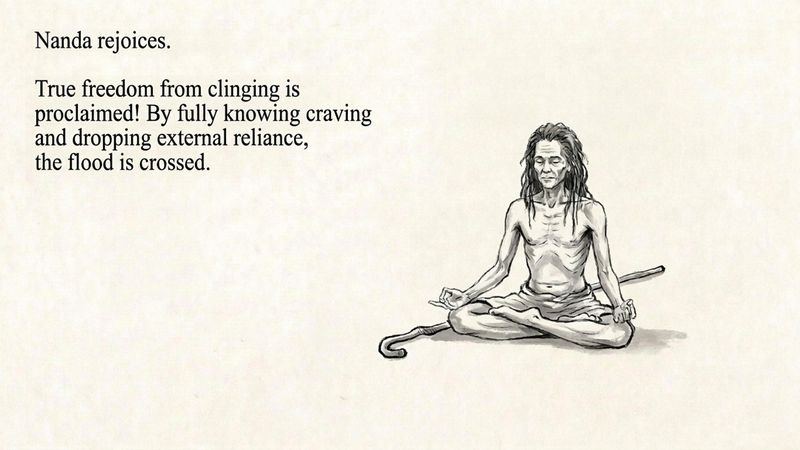 Nanda rejoices.
True freedom from clinging is
proclaimed! By fully knowing craving
and dropping external reliance,
the flood is crossed.